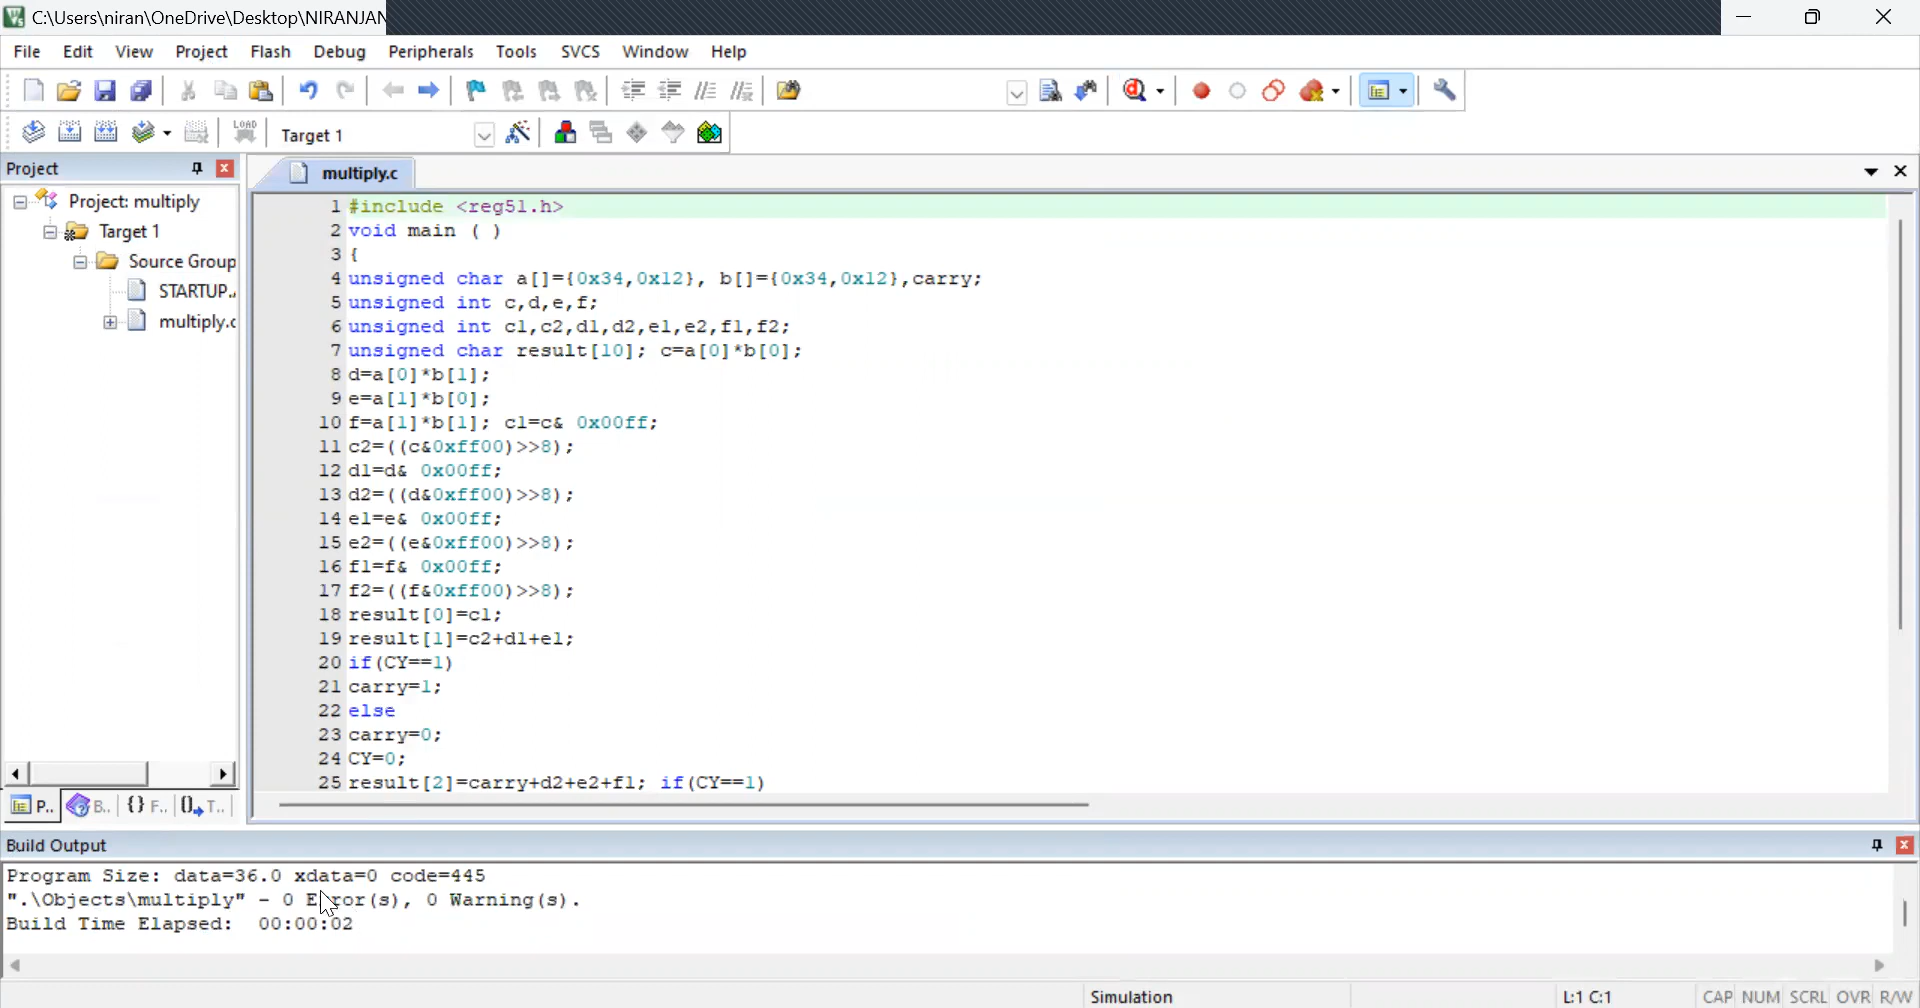 C:\Users\niran\OneDrive\Desktop\NIRANJAN
File Edit View Project Flash Debug Peripherals Tools SVCS Window Help
LOAD Target 1
Project
multiply.c
Project: multiply
Target 1
Source Group
STARTUP.
multiply.c
1 #include <reg51.h>
2 void main ( )
3 {
4 unsigned char a[]={0x34,0x12}, b[]={0x34,0x12},carry;
5 unsigned int c,d,e,f;
6 unsigned int c1,c2,d1,d2,e1,e2,f1,f2;
7 unsigned char result[10]; c=a[0]*b[0];
8 d=a[0]*b[1];
9 e=a[1]*b[0];
10 f=a[1]*b[1]; c1=c& 0x00ff;
11 c2=((c&0xff00)>>8);
12 d1=d& 0x00ff;
13 d2=((d&0xff00)>>8);
14 e1=e& 0x00ff;
15 e2=((e&0xff00)>>8);
16 f1=f& 0x00ff;
17 f2=((f&0xff00)>>8);
18 result[0]=c1;
19 result[1]=c2+d1+e1;
20 if(CY==1)
21 carry=1;
22 else
23 carry=0;
24 CY=0;
25 result[2]=carry+d2+e2+f1; if(CY==1)
P.. B.. {} F.. T..
Build Output
Program Size: data=36.0 xdata=0 code=445
".\Objects\multiply" - 0 Error(s), 0 Warning(s).
Build Time Elapsed: 00:00:02
Simulation L:1 C:1 CAP NUM SCRL OVR R/W